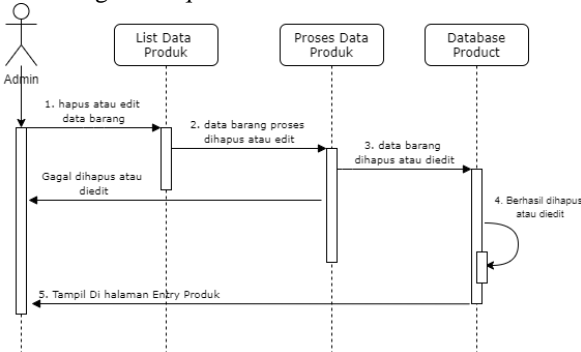 List Data
Produk
Proses Data
Produk
Database
Product
Admin
1. hapus atau edit
data barang
2. data barang proses
dihapus atau edit
3. data barang
dihapus atau diedit
Gagal dihapus atau
diedit
4. Berhasil dihapus
atau diedit
5. Tampil Di halaman Entry Produk